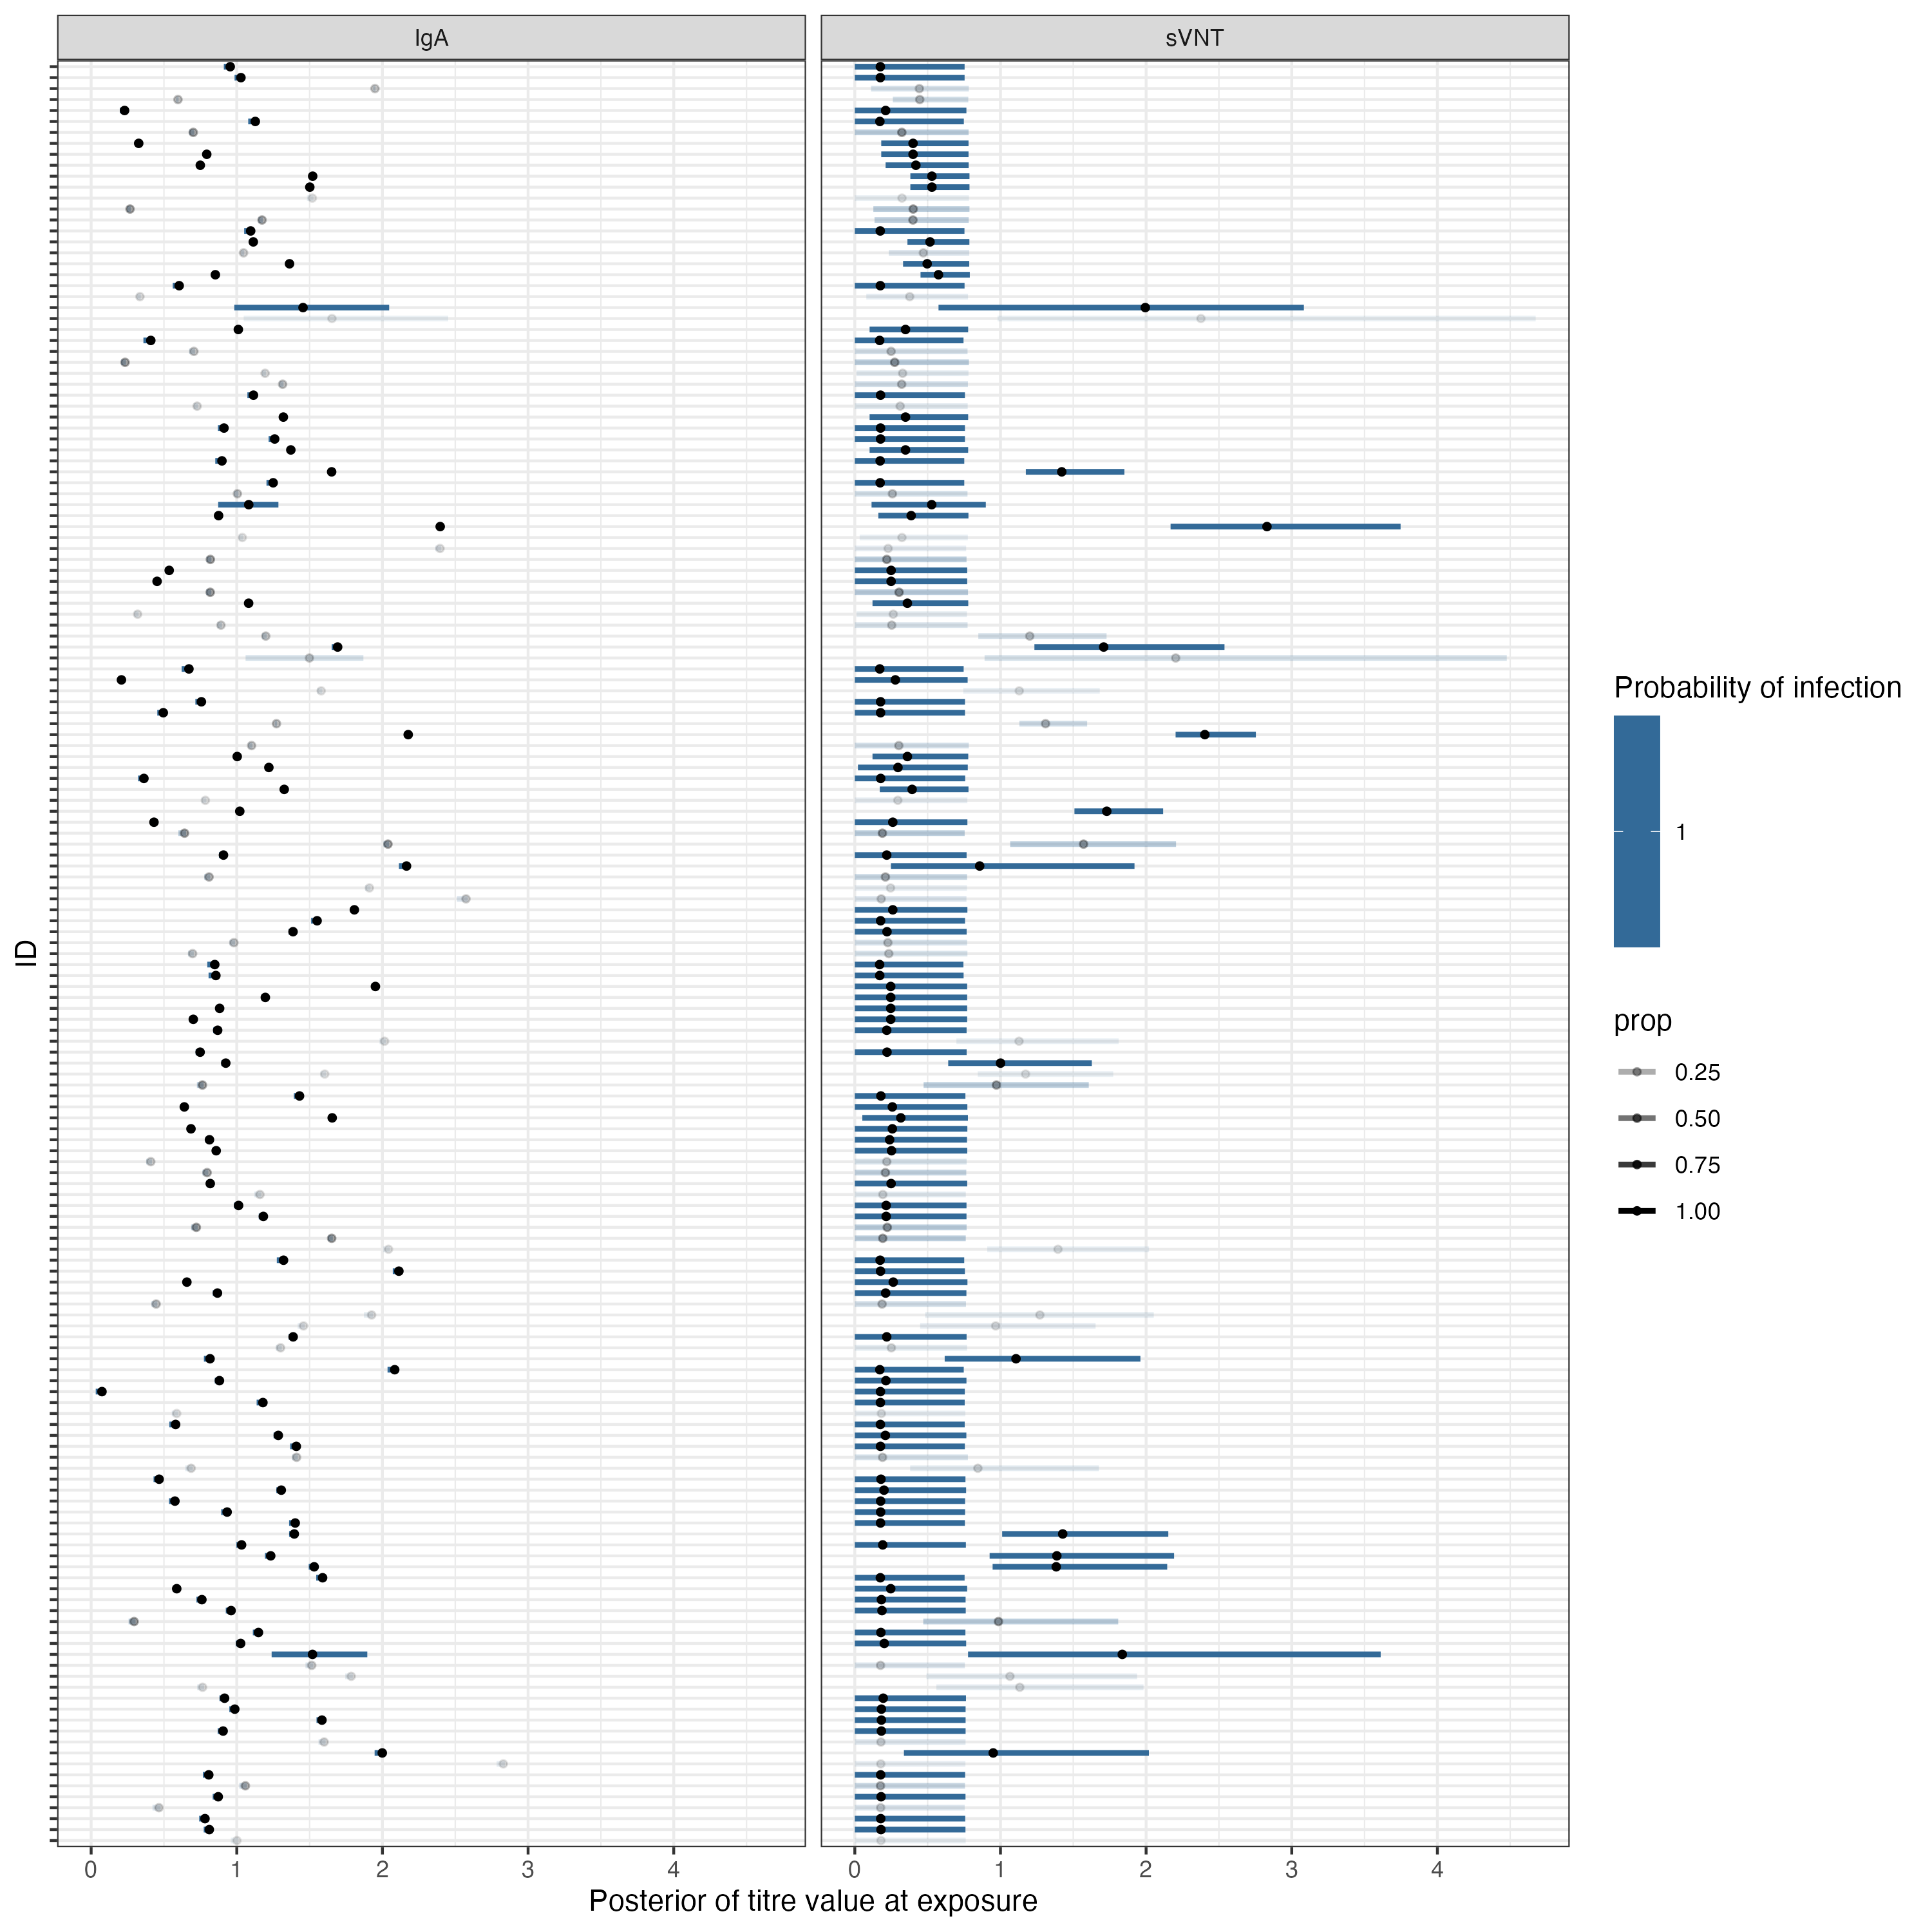 IgA
sVNT
ID
0 1 2 3 4
0 1 2 3 4
Posterior of titre value at exposure
Probability of infection
1
prop
0.25
0.50
0.75
1.00